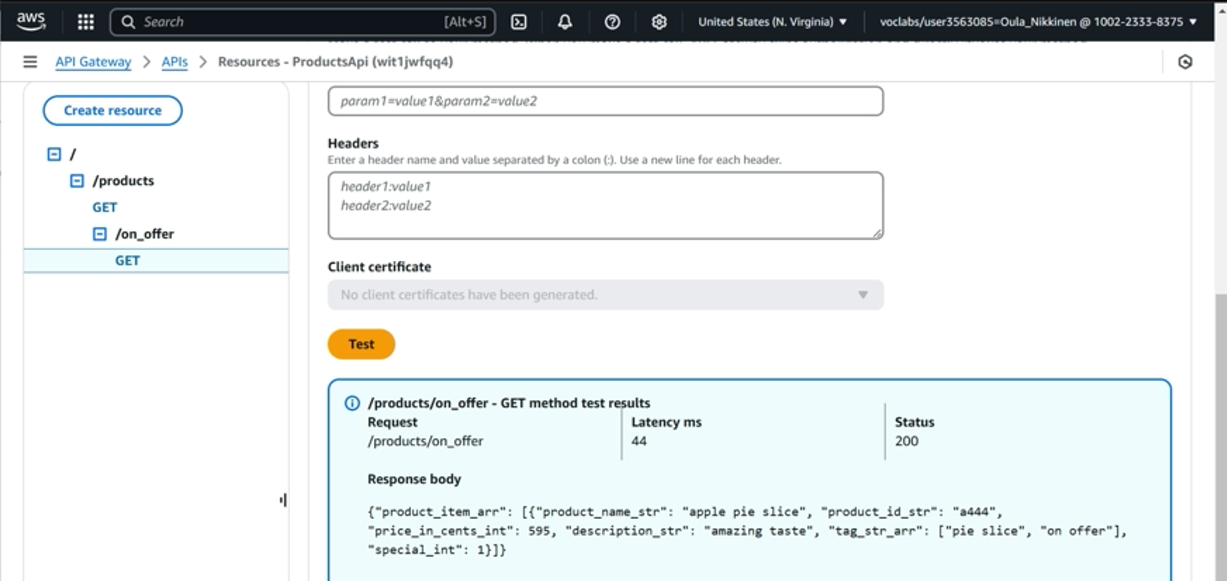 aws
Search [Alt+S]
United States (N. Virginia) ▼
voclabs/user3563085=Oula_Nikkinen @ 1002-2333-8375 ▼
API Gateway > APIs > Resources - ProductsApi (wit1jwfqq4)
Create resource
/
/products
GET
/on_offer
GET
param1=value1&param2=value2
Headers
Enter a header name and value separated by a colon (:). Use a new line for each header.
header1:value1
header2:value2
Client certificate
No client certificates have been generated.
Test
/products/on_offer - GET method test results
Request
/products/on_offer
Latency ms
44
Status
200
Response body
{"product_item_arr": [{"product_name_str": "apple pie slice", "product_id_str": "a444",
"price_in_cents_int": 595, "description_str": "amazing taste", "tag_str_arr": ["pie slice", "on offer"],
"special_int": 1}]}